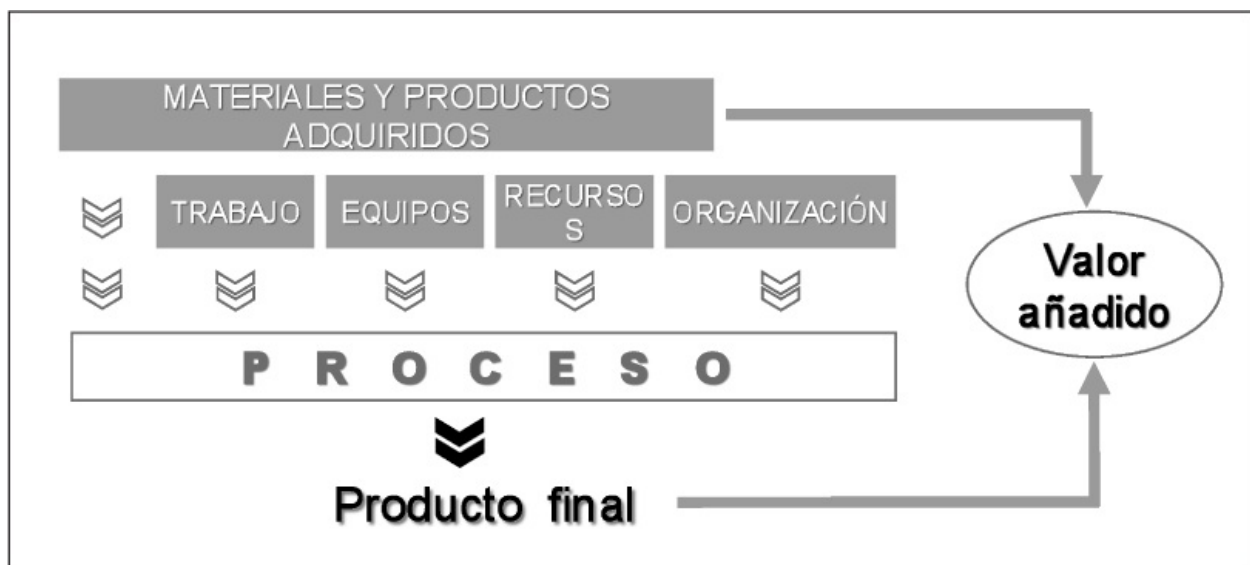 MATERIALES Y PRODUCTOS
ADQUIRIDOS
TRABAJO
EQUIPOS
RECURSO
S
ORGANIZACIÓN
Valor
añadido
P R O C E S O
Producto final